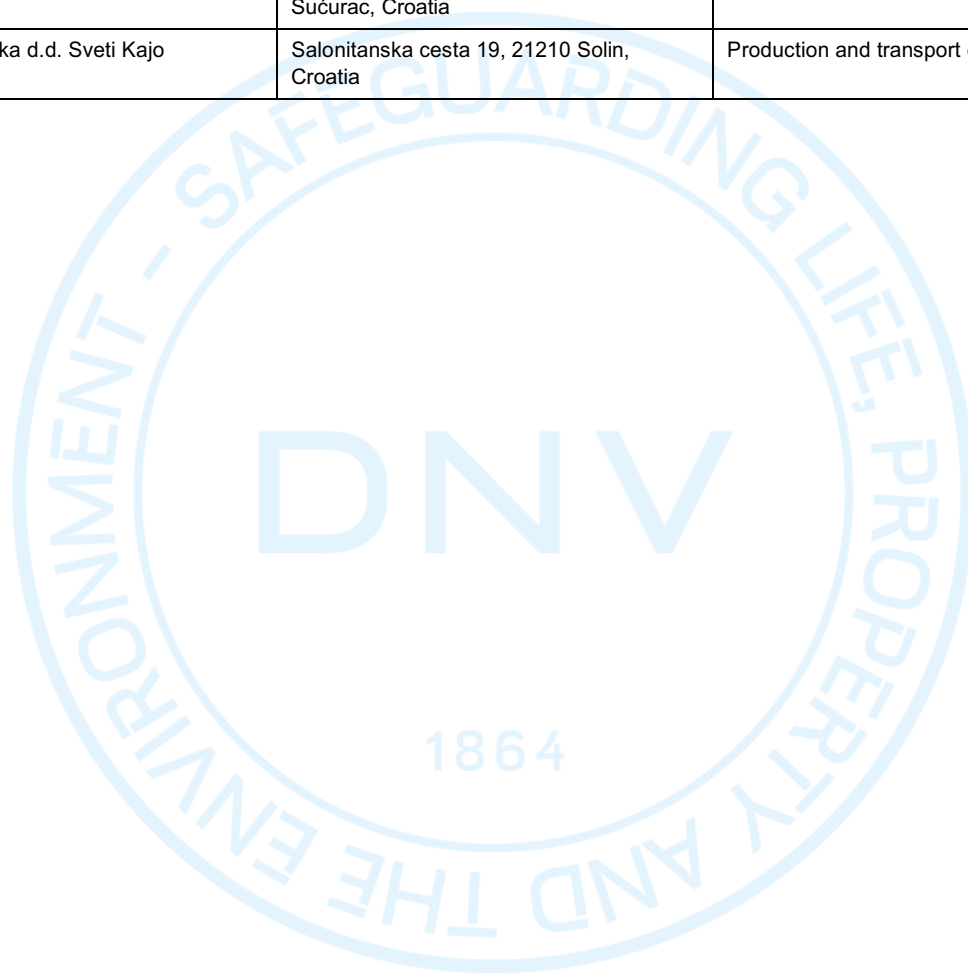 Sućurac, Croatia
ka d.d. Sveti Kajo
Salonitanska cesta 19, 21210 Solin,
Croatia
Production and transport
SAFEGUARDING LIFE, PROPERTY AND THE ENVIRONMENT -
DNV
1864